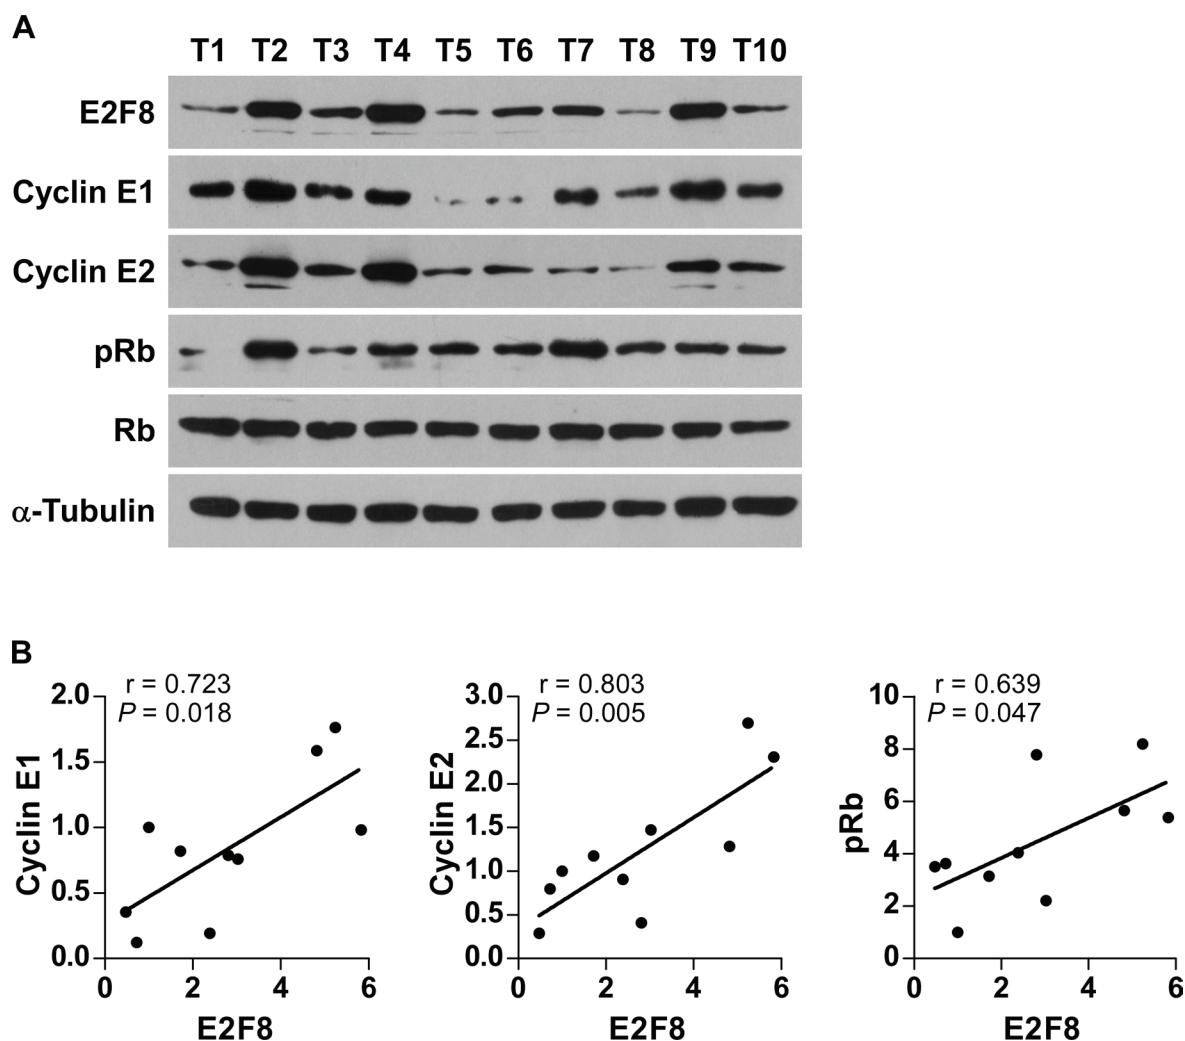 A
T1 T2 T3 T4 T5 T6 T7 T8 T9 T10
E2F8
Cyclin E1
Cyclin E2
pRb
Rb
α-Tubulin
B
r = 0.723
P = 0.018
2.0
1.5
1.0
0.5
0.0
Cyclin E1
0 2 4 6
E2F8
r = 0.803
P = 0.005
3.0
2.5
2.0
1.5
1.0
0.5
0.0
Cyclin E2
0 2 4 6
E2F8
r = 0.639
P = 0.047
10
8
6
4
2
0
pRb
0 2 4 6
E2F8